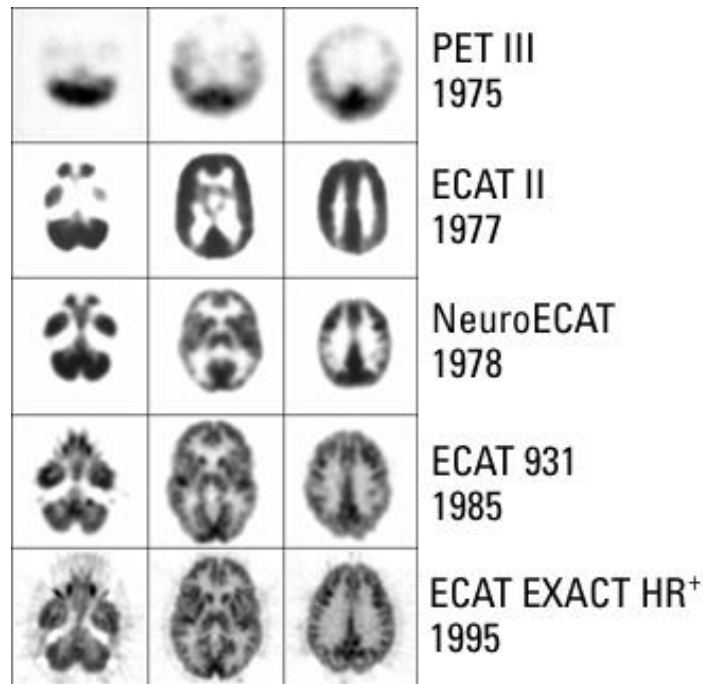 PET III
1975
ECAT II
1977
NeuroECAT
1978
ECAT 931
1985
ECAT EXACT HR⁺
1995